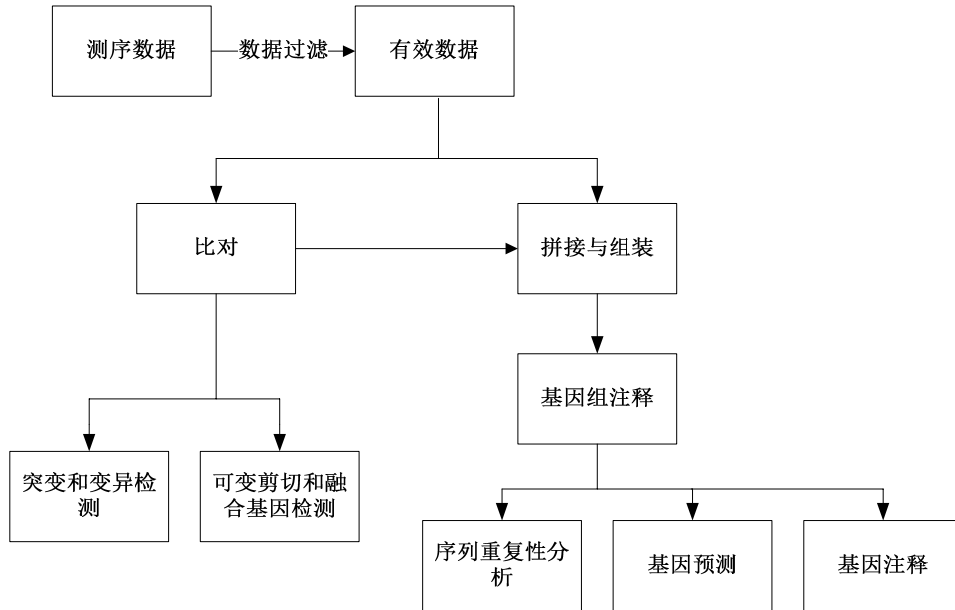 测序数据
数据过滤
有效数据
比对
拼接与组装
基因组注释
突变和变异检
测
可变剪切和融
合基因检测
序列重复性分
析
基因预测
基因注释